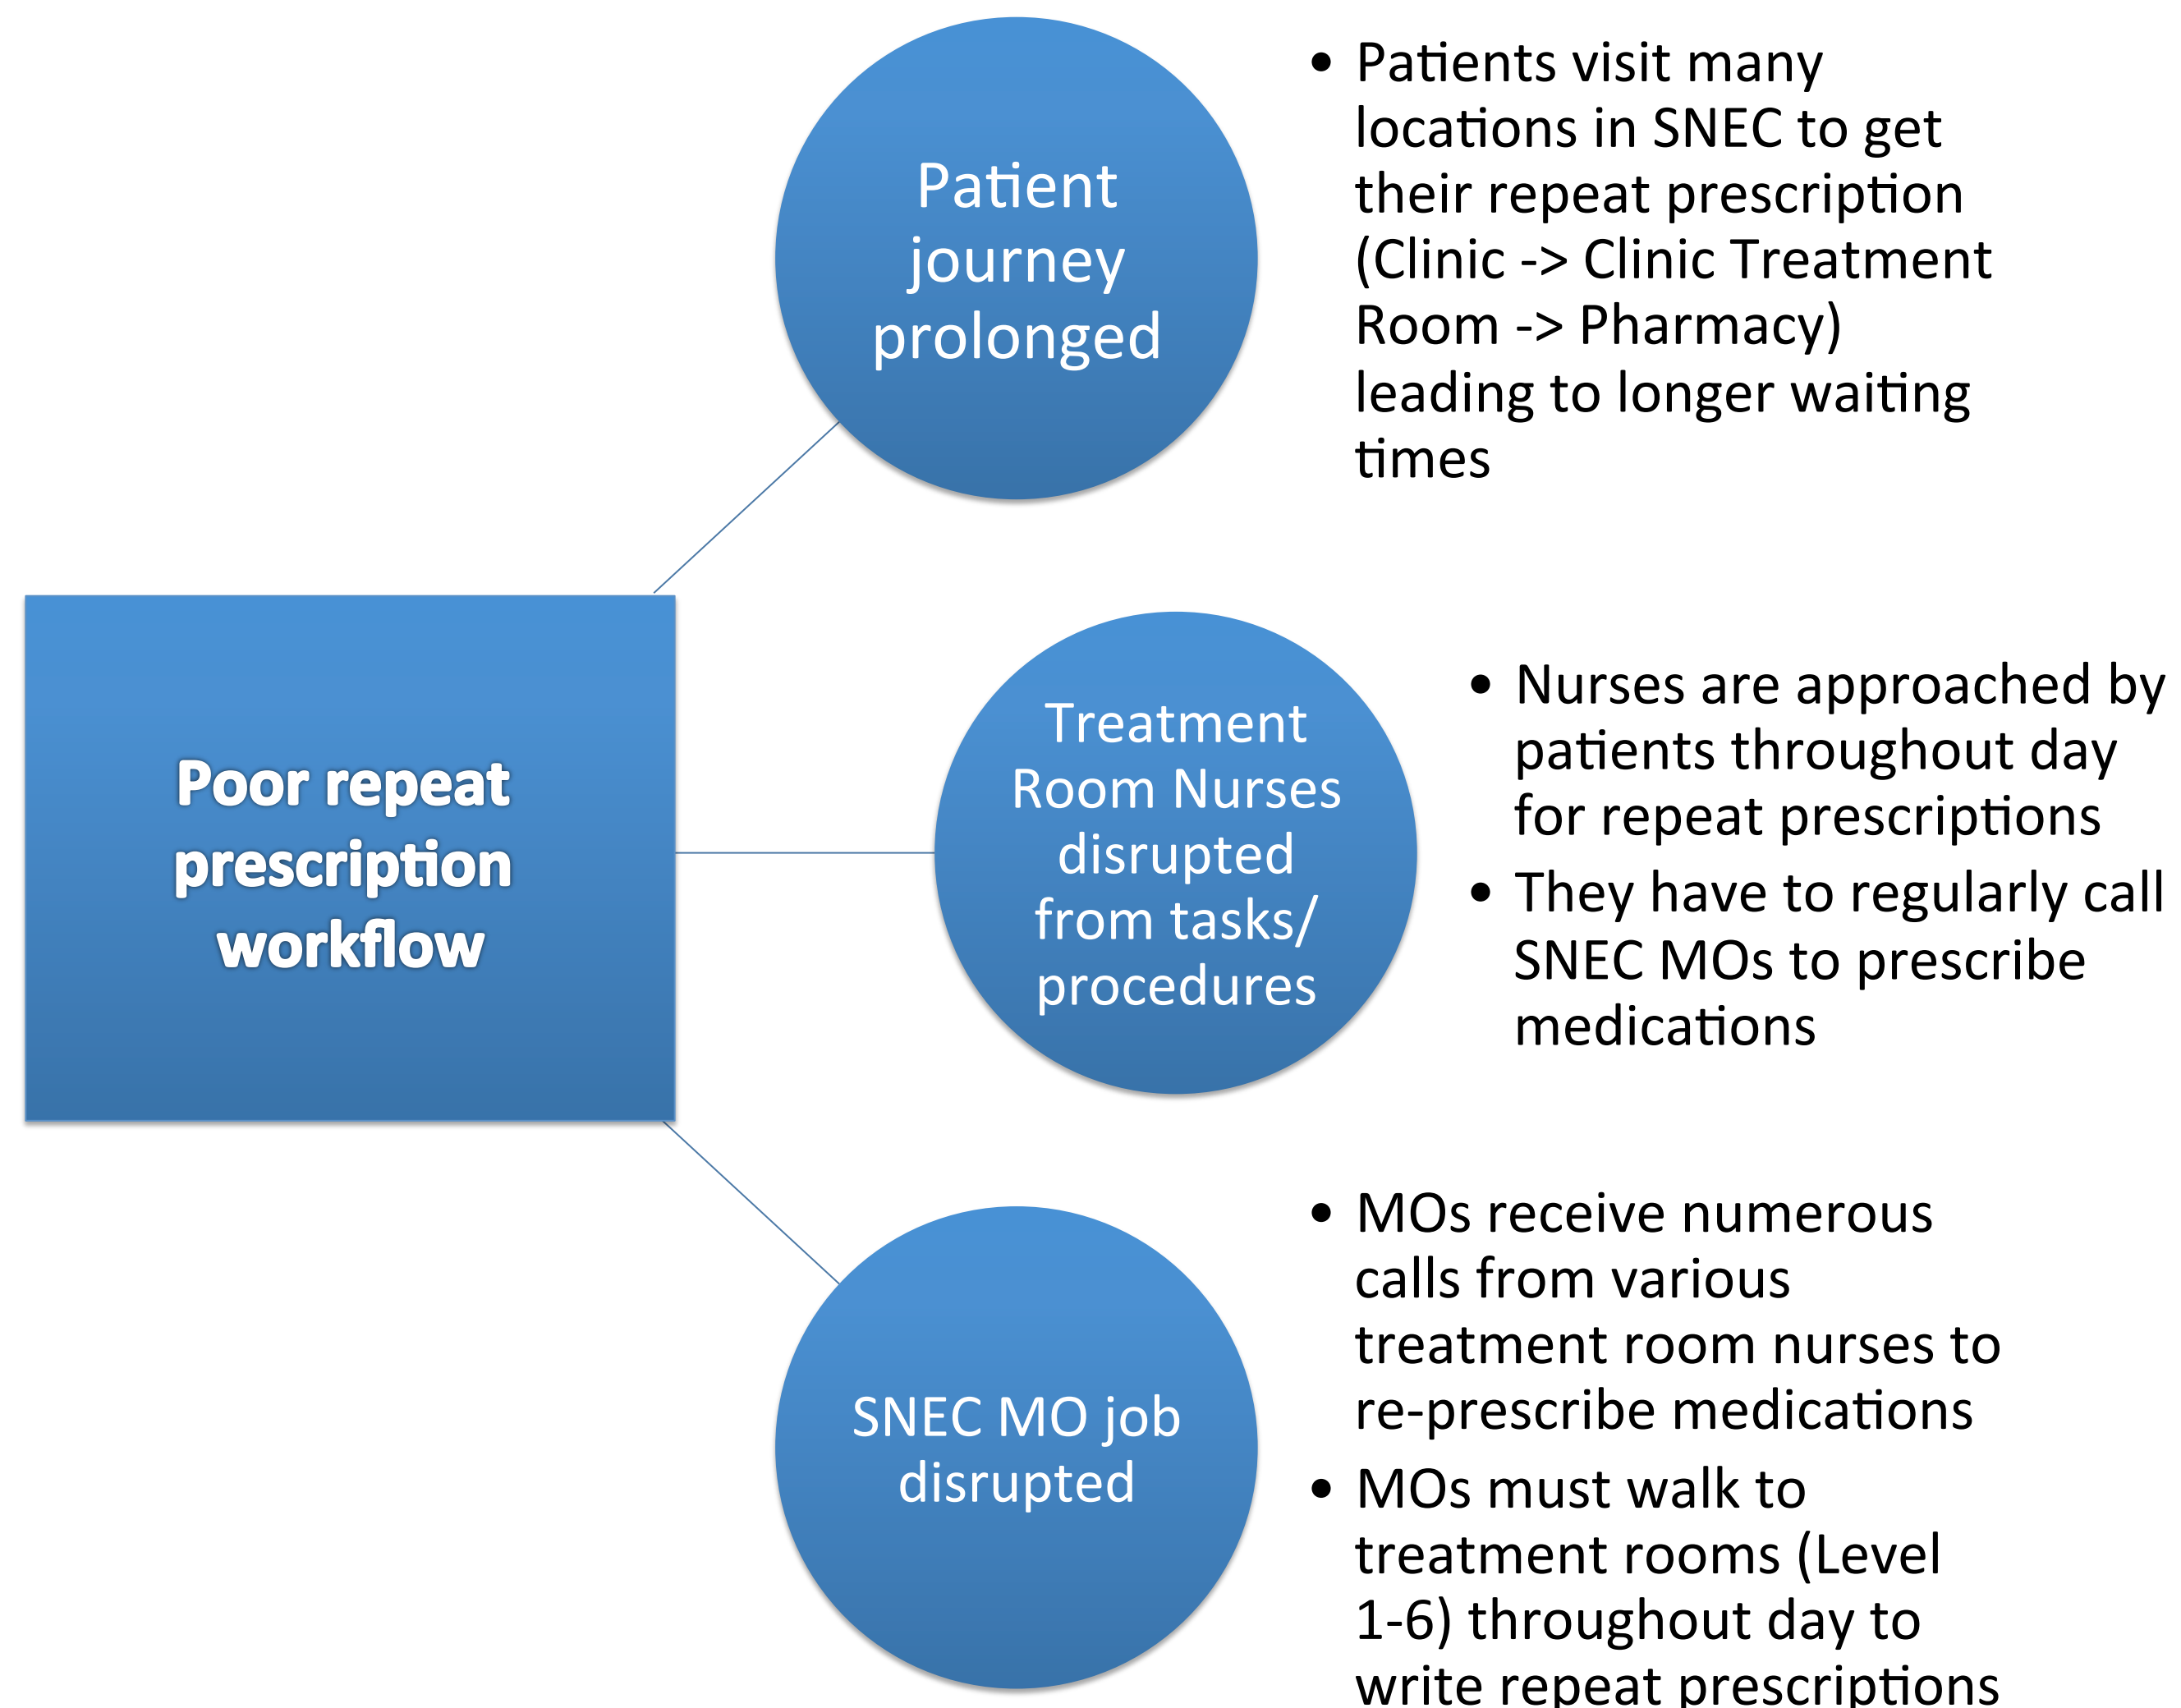 Patient
journey
prolonged
• Patients visit many
locations in SNEC to get
their repeat prescription
(Clinic -> Clinic Treatment
Room -> Pharmacy)
leading to longer waiting
times
Poor repeat
prescription
workflow
Treatment
Room Nurses
disrupted
from tasks/
procedures
• Nurses are approached by
patients throughout day
for repeat prescriptions
• They have to regularly call
SNEC MOs to prescribe
medications
SNEC MO job
disrupted
• MOs receive numerous
calls from various
treatment room nurses to
re-prescribe medications
• MOs must walk to
treatment rooms (Level
1-6) throughout day to
write repeat prescriptions